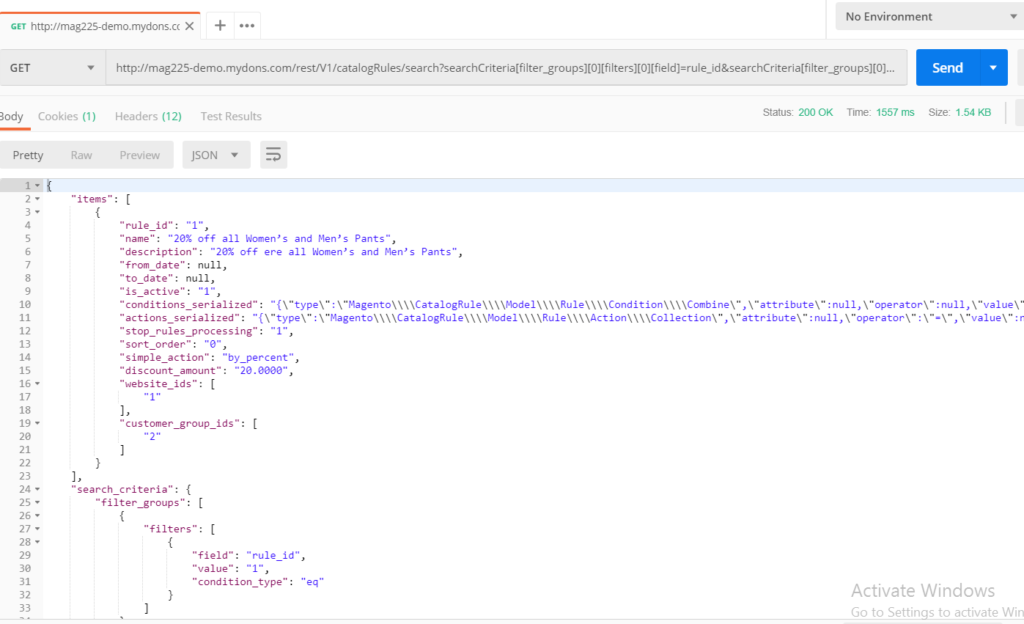 GET http://mag225-demo.mydons.cc
No Environment
GET http://mag225-demo.mydons.com/rest/V1/catalogRules/search?searchCriteria[filter_groups][0][filters][0][field]=rule_id&searchCriteria[filter_groups][0]... Send
Body Cookies (1) Headers (12) Test Results Status: 200 OK Time: 1557 ms Size: 1.54 KB
Pretty Raw Preview JSON
1 {
2 "items": [
3 {
4 "rule_id": "1",
5 "name": "20% off all Women’s and Men’s Pants",
6 "description": "20% off ere all Women’s and Men’s Pants",
7 "from_date": null,
8 "to_date": null,
9 "is_active": "1",
10 "conditions_serialized": "{\"type\":\"Magento\\\\CatalogRule\\\\Model\\\\Rule\\\\Condition\\\\Combine\",\"attribute\":null,\"operator\":null,\"value\"
11 "actions_serialized": "{\"type\":\"Magento\\\\CatalogRule\\\\Model\\\\Rule\\\\Action\\\\Collection\",\"attribute\":null,\"operator\":\"=\",\"value\":n
12 "stop_rules_processing": "1",
13 "sort_order": "0",
14 "simple_action": "by_percent",
15 "discount_amount": "20.0000",
16 "website_ids": [
17 "1"
18 ],
19 "customer_group_ids": [
20 "2"
21 ]
22 }
23 ],
24 "search_criteria": {
25 "filter_groups": [
26 {
27 "filters": [
28 {
29 "field": "rule_id",
30 "value": "1",
31 "condition_type": "eq"
32 }
33 ]
Activate Windows
Go to Settings to activate Win